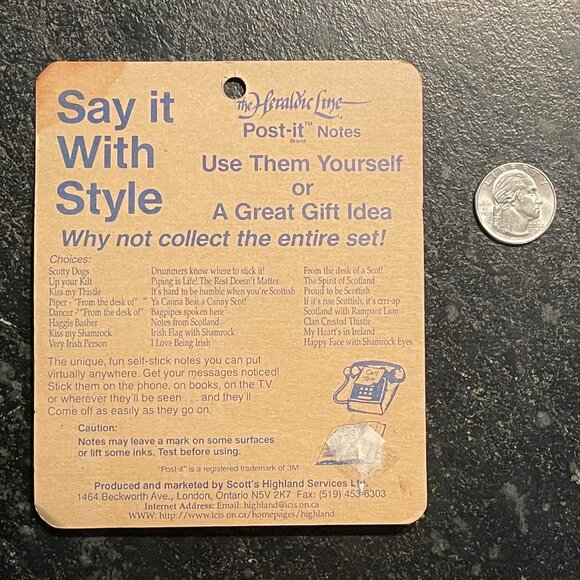 Say it
With
Style
the Heraldic Line
Post-it™ Notes
Brand
Use Them Yourself
or
A Great Gift Idea
Why not collect the entire set!
Choices:
Scotty Dogs
Up your Kilt
Kiss my Thistle
Piper - "From the desk of" "
Dancer -"From the desk of"
Haggis Basher
Kiss my Shamrock
Very Irish Person
Drummers know where to stick it!
Piping is Life! The Rest Doesn't Matter
It's hard to be humble when you're Scottish
Ya Canna Beat a Canny Scot!
Bagpipes spoken here
Notes from Scotland
Irish Flag with Shamrock
I Love Being Irish
From the desk of a Scot!
The Spirit of Scotland
Proud to be Scottish
If it's nae Scottish, it's crrr-ap
Scotland with Rampant Lion
Clan Crested Thistle
My Heart's in Ireland
Happy Face with Shamrock Eyes
The unique, fun self-stick notes you can put
virtually anywhere. Get your messages noticed!
Stick them on the phone, on books, on the T.V.
or wherever they'll be seen . . . and they'll
Come off as easily as they go on.
Call
Tom
Caution:
Notes may leave a mark on some surfaces
or lift some inks. Test before using.
"Post-it" is a registered trademark of 3M
Produced and marketed by Scott's Highland Services Ltd.
1464 Beckworth Ave., London, Ontario N5V 2K7 Fax: (519) 453-6303
Internet Address: Email: highland@icis.on.ca
WWW: http://www.icis.on.ca/homepages/highland